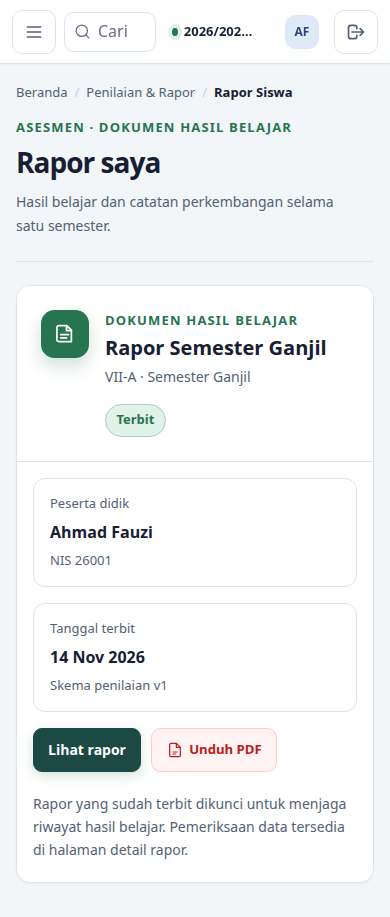 Cari
2026/202...
AF
Beranda / Penilaian & Rapor / Rapor Siswa
ASESMEN · DOKUMEN HASIL BELAJAR
Rapor saya
Hasil belajar dan catatan perkembangan selama
satu semester.
DOKUMEN HASIL BELAJAR
Rapor Semester Ganjil
VII-A · Semester Ganjil
Terbit
Peserta didik
Ahmad Fauzi
NIS 26001
Tanggal terbit
14 Nov 2026
Skema penilaian v1
Lihat rapor
Unduh PDF
Rapor yang sudah terbit dikunci untuk menjaga
riwayat hasil belajar. Pemeriksaan data tersedia
di halaman detail rapor.